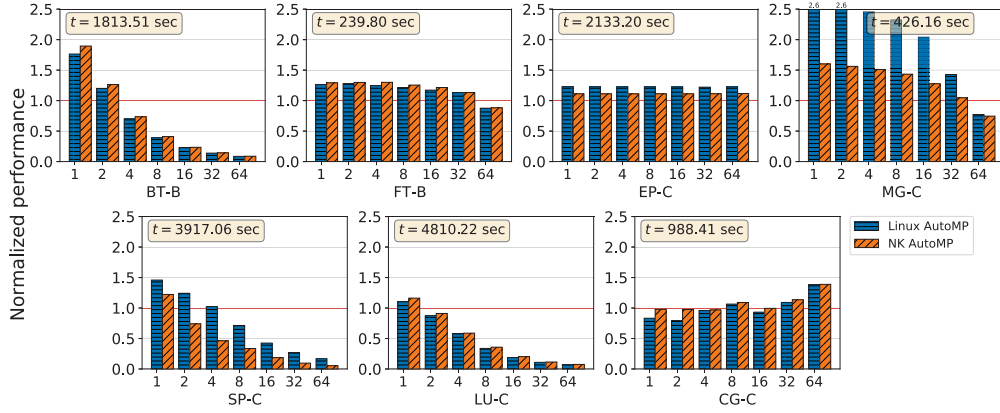 Normalized performance
t = 1813.51 sec
2.5
2.0
1.5
1.0
0.5
0.0
1 2 4 8 16 32 64
BT-B
t = 239.80 sec
2.5
2.0
1.5
1.0
0.5
0.0
1 2 4 8 16 32 64
FT-B
t = 2133.20 sec
2.5
2.0
1.5
1.0
0.5
0.0
1 2 4 8 16 32 64
EP-C
2.6 2.6
t = 426.16 sec
2.5
2.0
1.5
1.0
0.5
0.0
1 2 4 8 16 32 64
MG-C
t = 3917.06 sec
2.5
2.0
1.5
1.0
0.5
0.0
1 2 4 8 16 32 64
SP-C
t = 4810.22 sec
2.5
2.0
1.5
1.0
0.5
0.0
1 2 4 8 16 32 64
LU-C
t = 988.41 sec
2.5
2.0
1.5
1.0
0.5
0.0
1 2 4 8 16 32 64
CG-C
Linux AutoMP
NK AutoMP